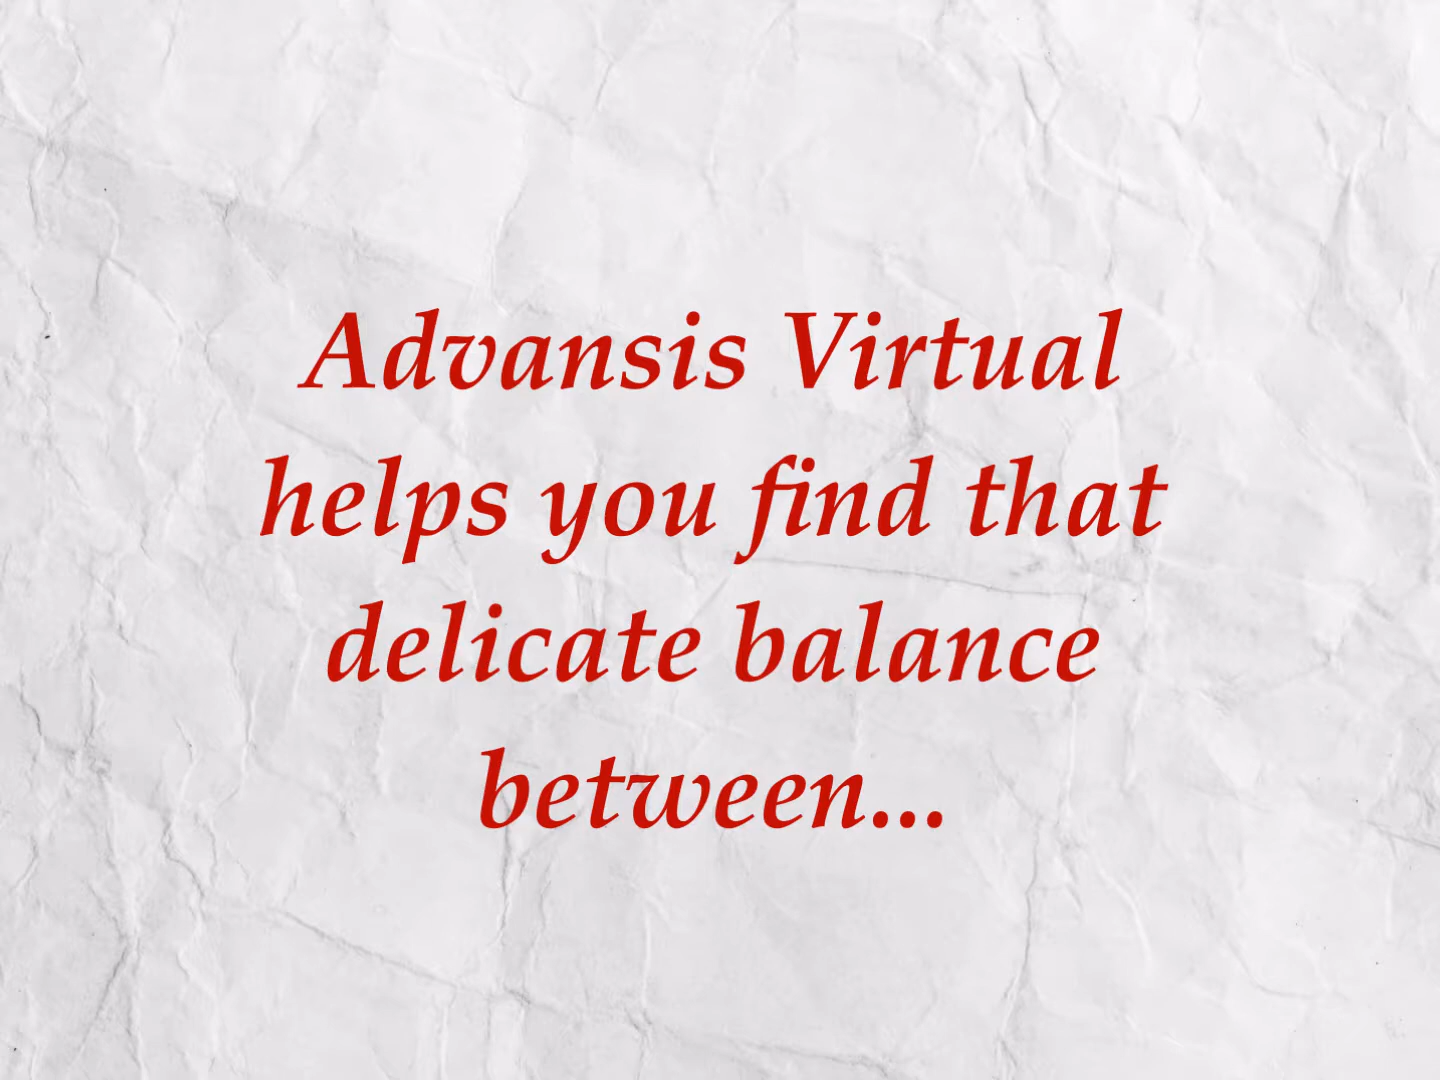 Advansis Virtual
helps you find that
delicate balance
between...